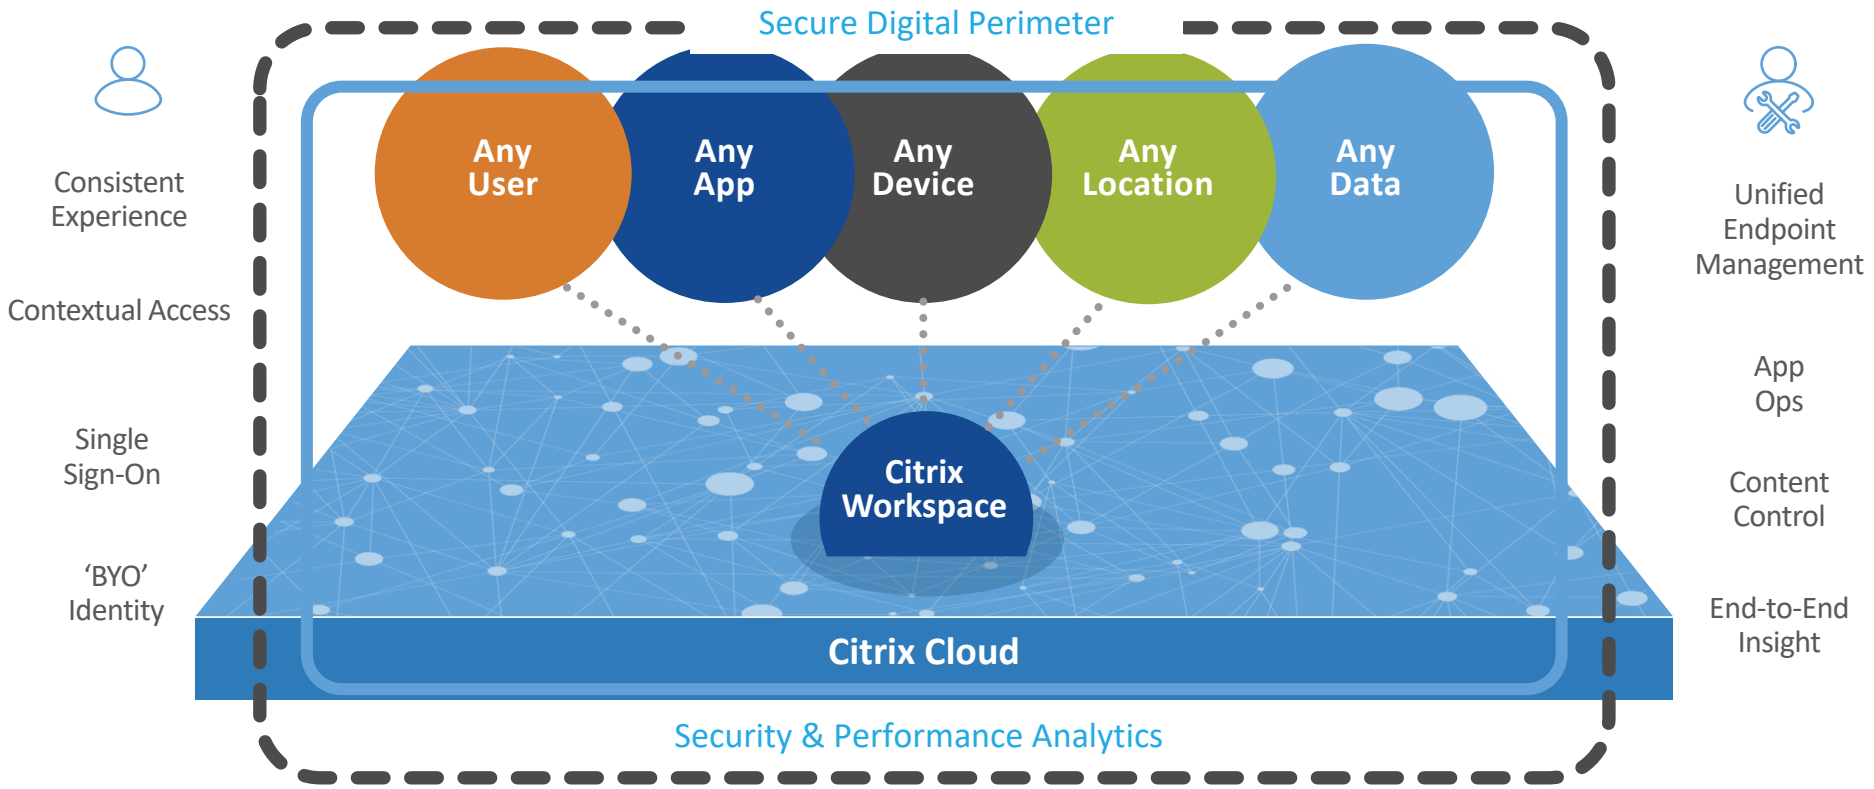 Secure Digital Perimeter
Consistent
Experience
Contextual Access
Single
Sign-On
‘BYO’
Identity
Any
User
Any
App
Any
Device
Any
Location
Any
Data
Citrix
Workspace
Citrix Cloud
Security & Performance Analytics
Unified
Endpoint
Management
App
Ops
Content
Control
End-to-End
Insight